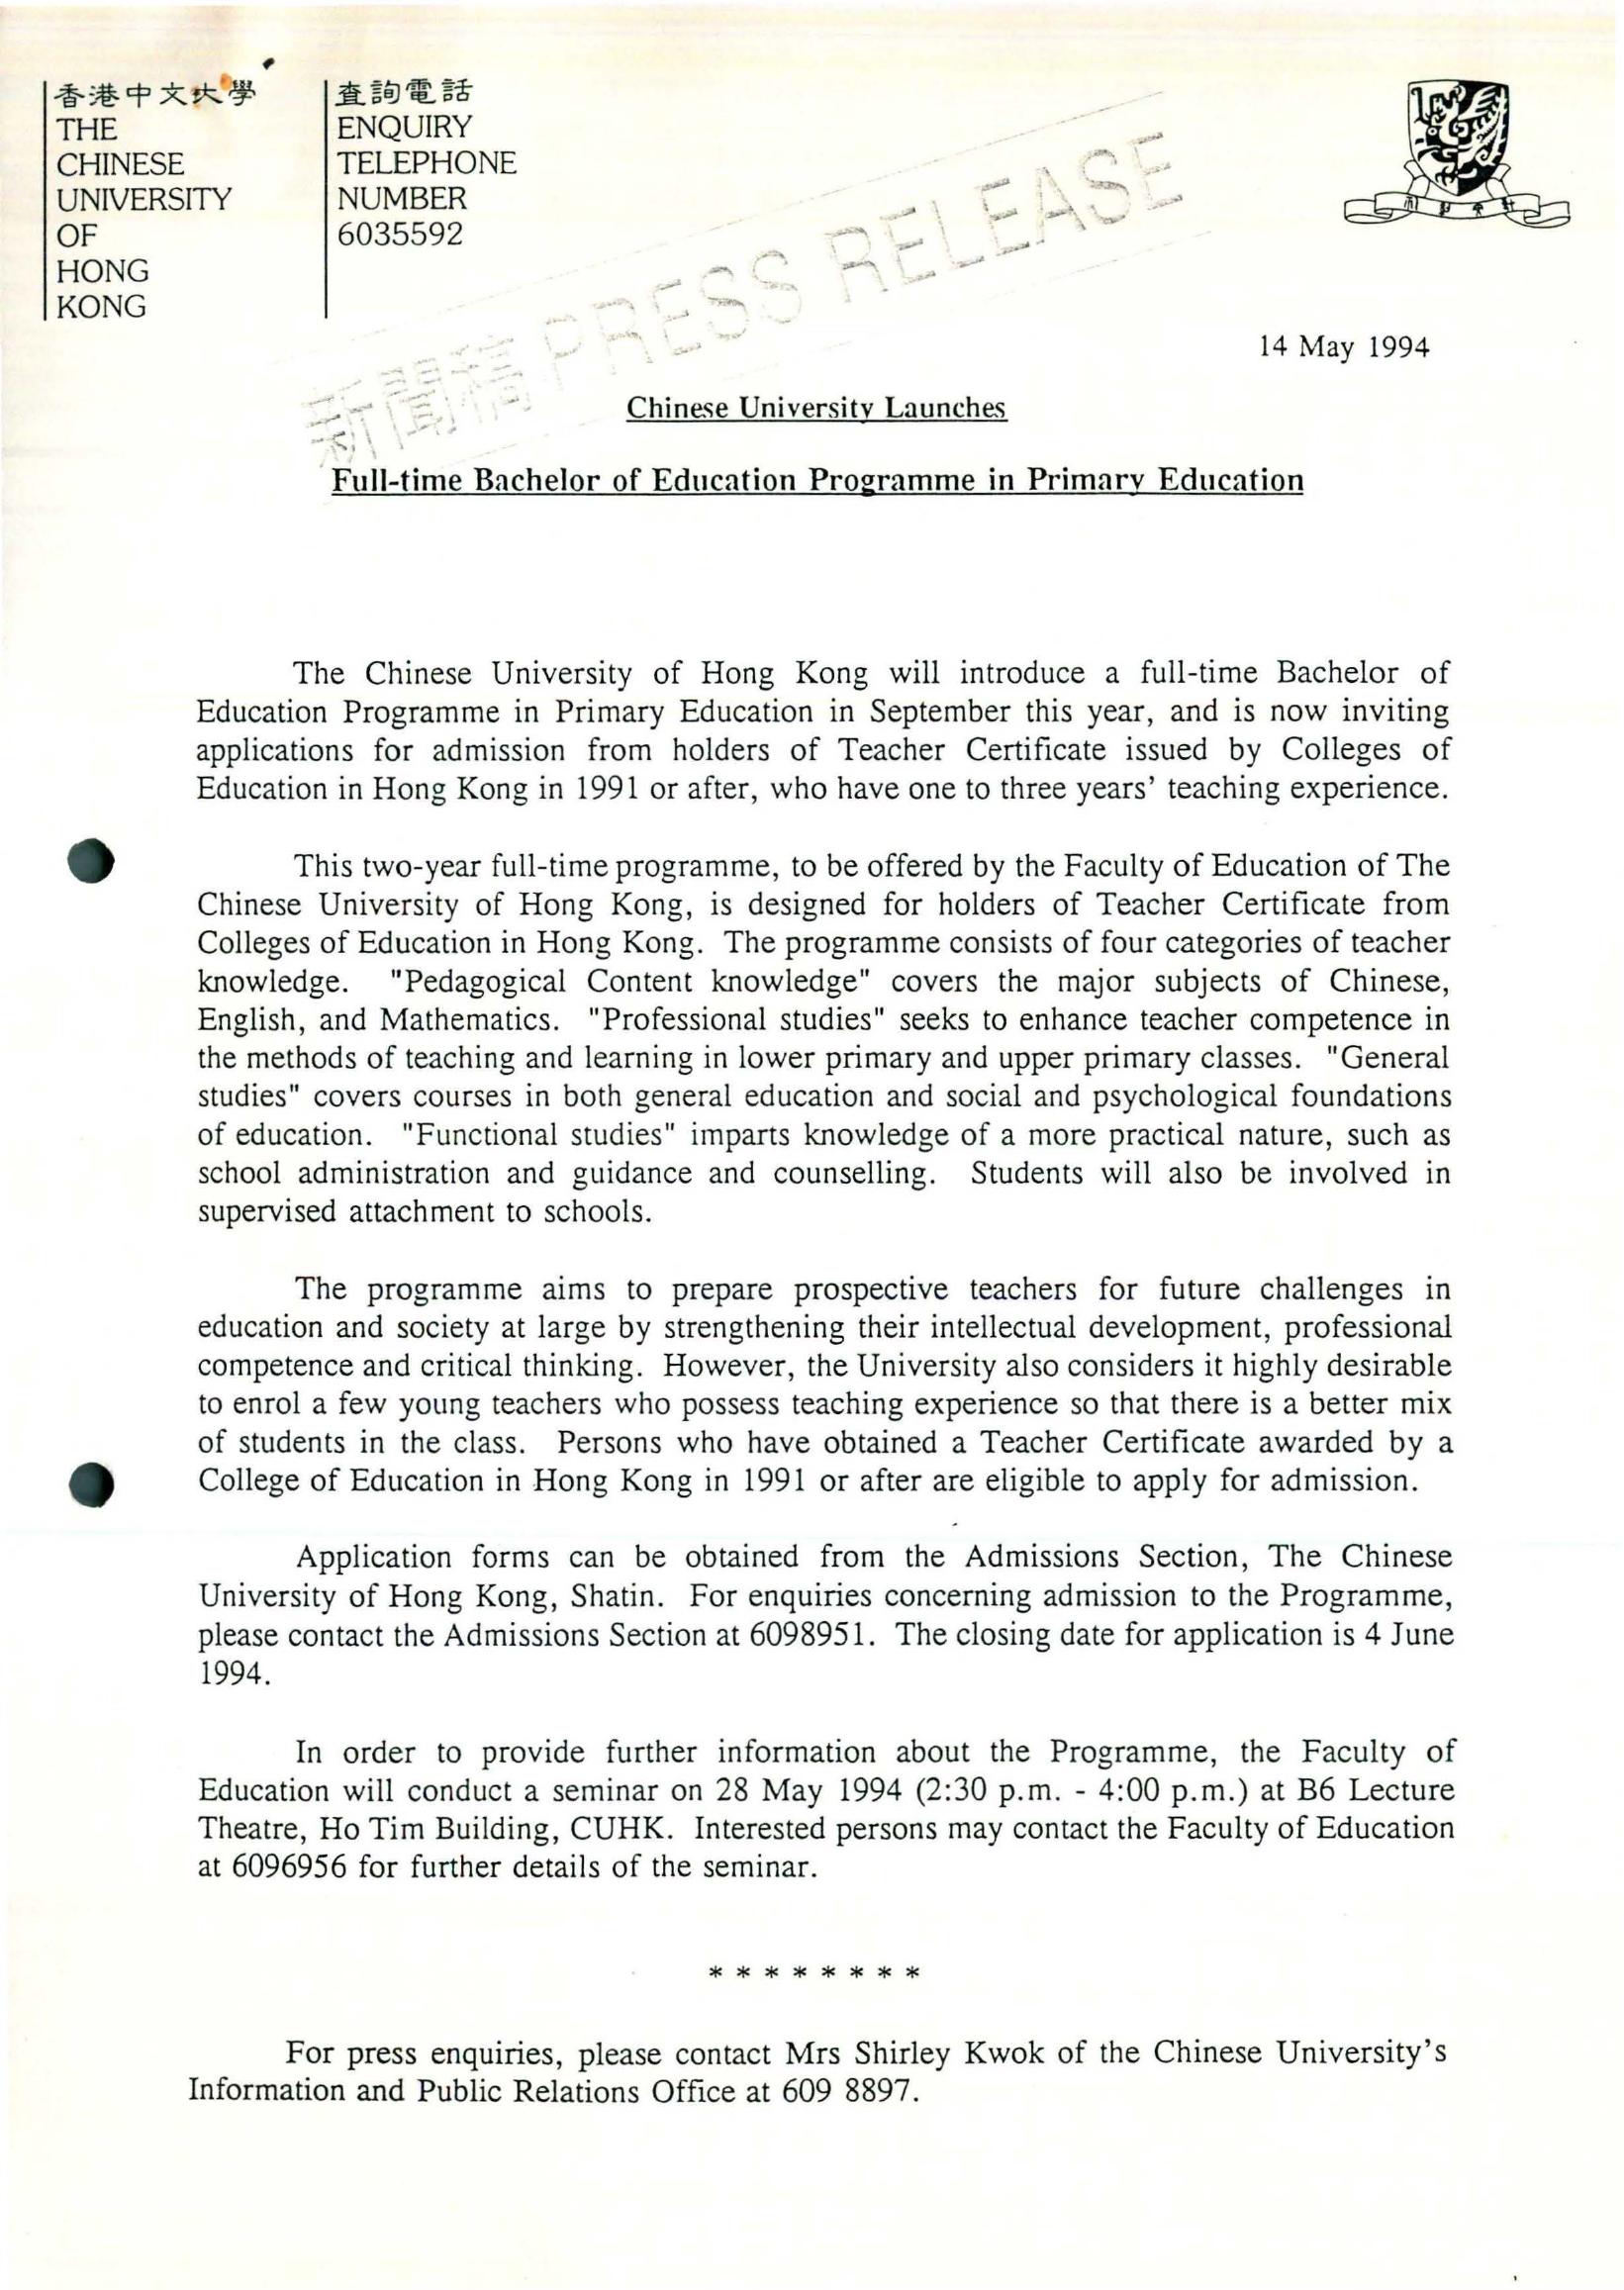 香港中文大學
THE
CHINESE
UNIVERSITY
OF
HONG
KONG
查詢電話
ENQUIRY
TELEPHONE
NUMBER
6035592
新聞稿 PRESS RELEASE
14 May 1994
Chinese University Launches
Full-time Bachelor of Education Programme in Primary Education
The Chinese University of Hong Kong will introduce a full-time Bachelor of
Education Programme in Primary Education in September this year, and is now inviting
applications for admission from holders of Teacher Certificate issued by Colleges of
Education in Hong Kong in 1991 or after, who have one to three years' teaching experience.
This two-year full-time programme, to be offered by the Faculty of Education of The
Chinese University of Hong Kong, is designed for holders of Teacher Certificate from
Colleges of Education in Hong Kong. The programme consists of four categories of teacher
knowledge. "Pedagogical Content knowledge" covers the major subjects of Chinese,
English, and Mathematics. "Professional studies" seeks to enhance teacher competence in
the methods of teaching and learning in lower primary and upper primary classes. "General
studies" covers courses in both general education and social and psychological foundations
of education. "Functional studies" imparts knowledge of a more practical nature, such as
school administration and guidance and counselling. Students will also be involved in
supervised attachment to schools.
The programme aims to prepare prospective teachers for future challenges in
education and society at large by strengthening their intellectual development, professional
competence and critical thinking. However, the University also considers it highly desirable
to enrol a few young teachers who possess teaching experience so that there is a better mix
of students in the class. Persons who have obtained a Teacher Certificate awarded by a
College of Education in Hong Kong in 1991 or after are eligible to apply for admission.
Application forms can be obtained from the Admissions Section, The Chinese
University of Hong Kong, Shatin. For enquiries concerning admission to the Programme,
please contact the Admissions Section at 6098951. The closing date for application is 4 June
1994.
In order to provide further information about the Programme, the Faculty of
Education will conduct a seminar on 28 May 1994 (2:30 p.m. - 4:00 p.m.) at B6 Lecture
Theatre, Ho Tim Building, CUHK. Interested persons may contact the Faculty of Education
at 6096956 for further details of the seminar.
* * * * * * * *
For press enquiries, please contact Mrs Shirley Kwok of the Chinese University's
Information and Public Relations Office at 609 8897.